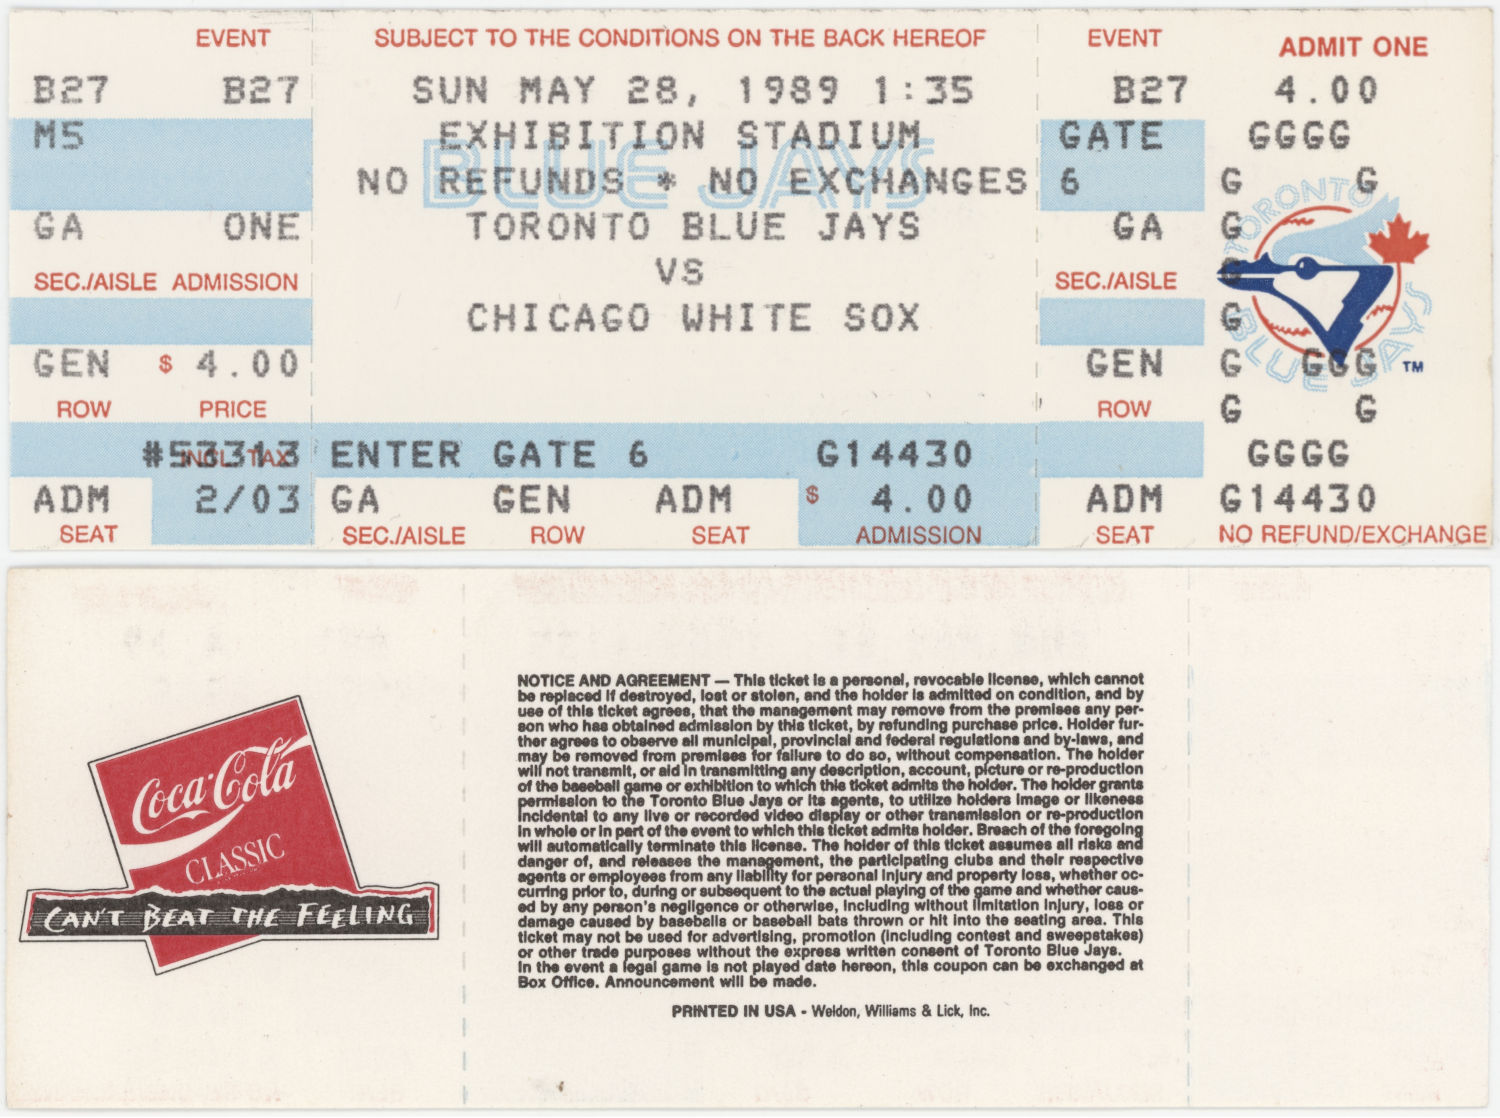 EVENT SUBJECT TO THE CONDITIONS ON THE BACK HEREOF EVENT ADMIT ONE
B27 B27 SUN MAY 28, 1989 1:35 B27 4.00
M5 EXHIBITION STADIUM GATE GGGG
BLUE JAYS
NO REFUNDS * NO EXCHANGES 6 G G
GA ONE TORONTO BLUE JAYS GA G
TORONTO
VS G
SEC./AISLE ADMISSION SEC./AISLE
CHICAGO WHITE SOX G
BLUE JAYS
GEN $ 4.00 GEN G GGG TM
ROW PRICE ROW G G
#53313 ENTER GATE 6 G14430 GGGG
INCL. TAX
ADM 2/03 GA GEN ADM $ 4.00 ADM G14430
SEAT SEC./AISLE ROW SEAT ADMISSION SEAT NO REFUND/EXCHANGE
Coca-Cola
CLASSIC
CAN'T BEAT THE FEELING
NOTICE AND AGREEMENT — This ticket is a personal, revocable license, which cannot
be replaced if destroyed, lost or stolen, and the holder is admitted on condition, and by
use of this ticket agrees, that the management may remove from the premises any per-
son who has obtained admission by this ticket, by refunding purchase price. Holder fur-
ther agrees to observe all municipal, provincial and federal regulations and by-laws, and
may be removed from premises for failure to do so, without compensation. The holder
will not transmit, or aid in transmitting any description, account, picture or re-production
of the baseball game or exhibition to which this ticket admits the holder. The holder grants
permission to the Toronto Blue Jays or its agents, to utilize holders image or likeness
incidental to any live or recorded video display or other transmission or re-production
in whole or in part of the event to which this ticket admits holder. Breach of the foregoing
will automatically terminate this license. The holder of this ticket assumes all risks and
danger of, and releases the management, the participating clubs and their respective
agents or employees from any liability for personal injury and property loss, whether oc-
curring prior to, during or subsequent to the actual playing of the game and whether caus-
ed by any person's negligence or otherwise, including without limitation injury, loss or
damage caused by baseballs or baseball bats thrown or hit into the seating area. This
ticket may not be used for advertising, promotion (including contest and sweepstakes)
or other trade purposes without the express written consent of Toronto Blue Jays.
In the event a legal game is not played date hereon, this coupon can be exchanged at
Box Office. Announcement will be made.
PRINTED IN USA - Weldon, Williams & Lick, Inc.